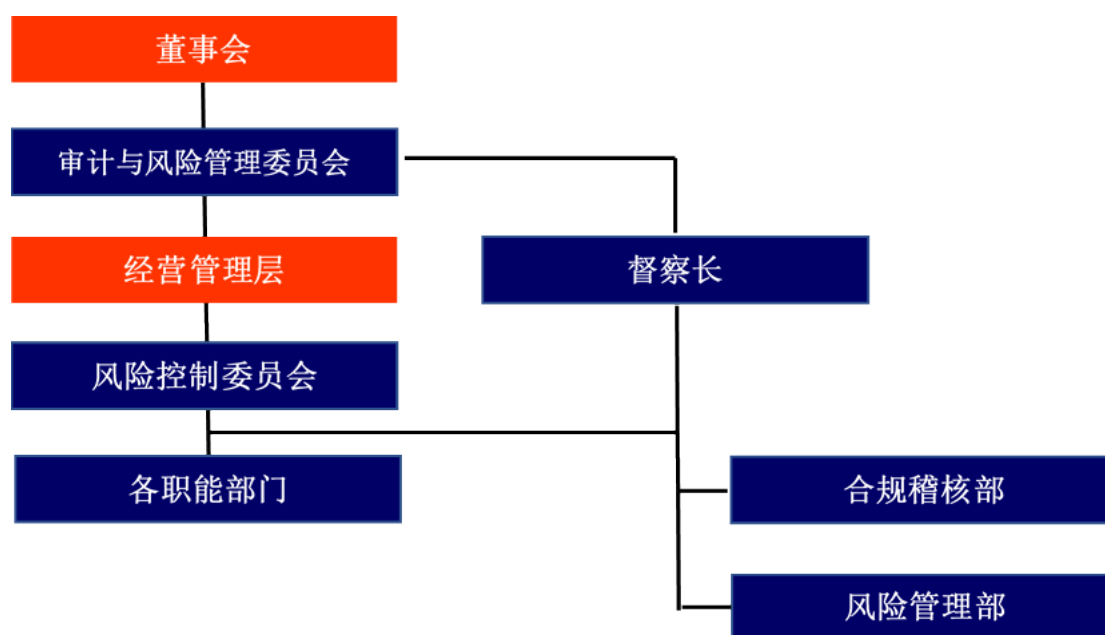 董事会
审计与风险管理委员会
经营管理层
督察长
风险控制委员会
各职能部门
合规稽核部
风险管理部